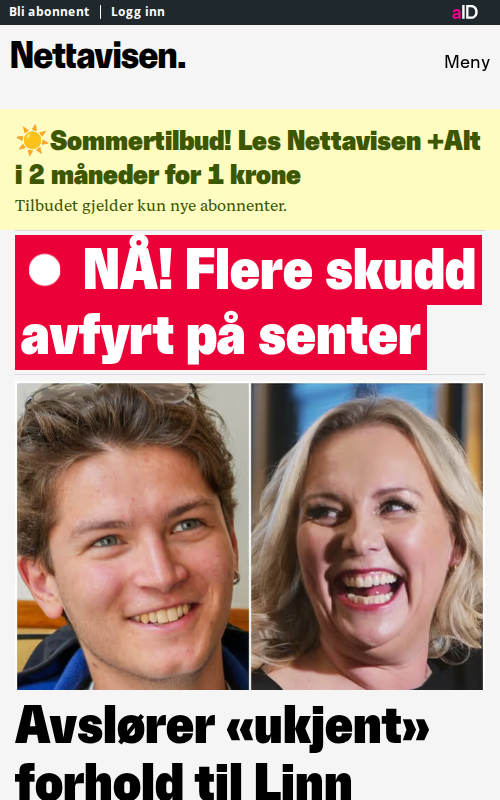 Bli abonnent | Logg inn aID
Nettavisen.
Meny
☀️Sommertilbud! Les Nettavisen +Alt
i 2 måneder for 1 krone
Tilbudet gjelder kun nye abonnenter.
NÅ! Flere skudd
avfyrt på senter
Avslører «ukjent»
forhold til Linn